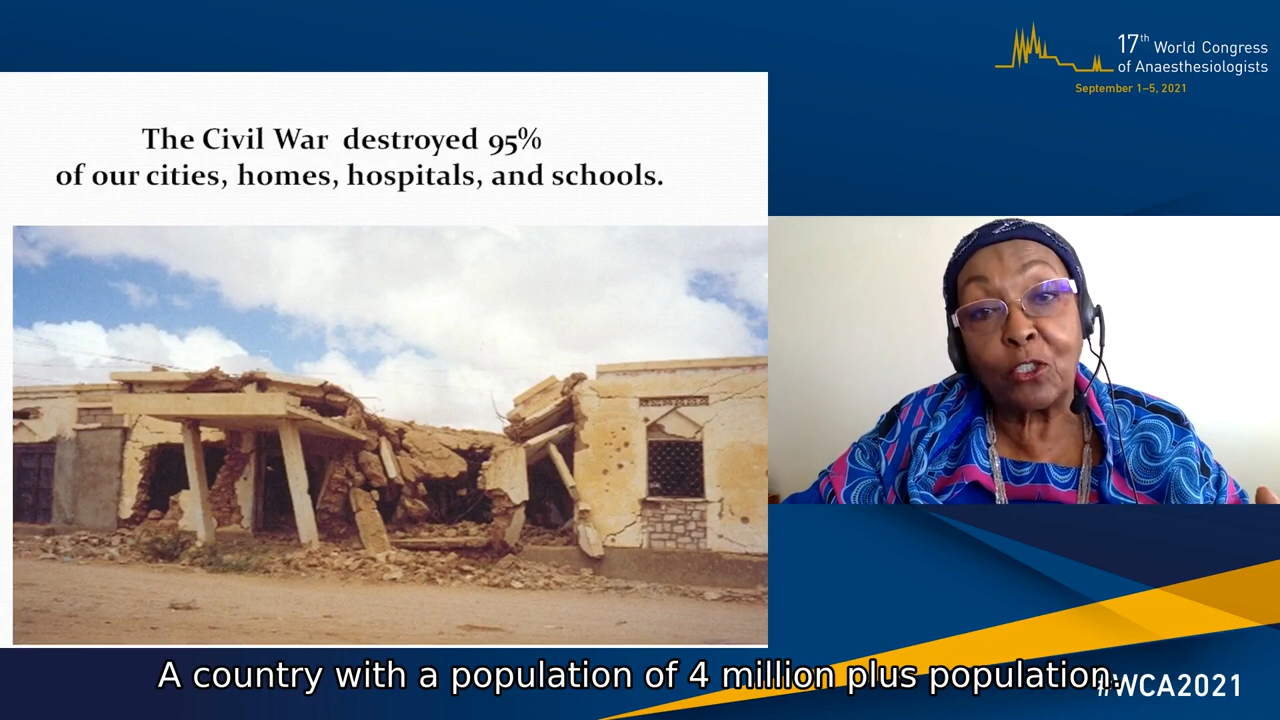 17th World Congress
of Anaesthesiologists
September 1–5, 2021
The Civil War destroyed 95%
of our cities, homes, hospitals, and schools.
A country with a population of 4 million plus population.
#WCA2021